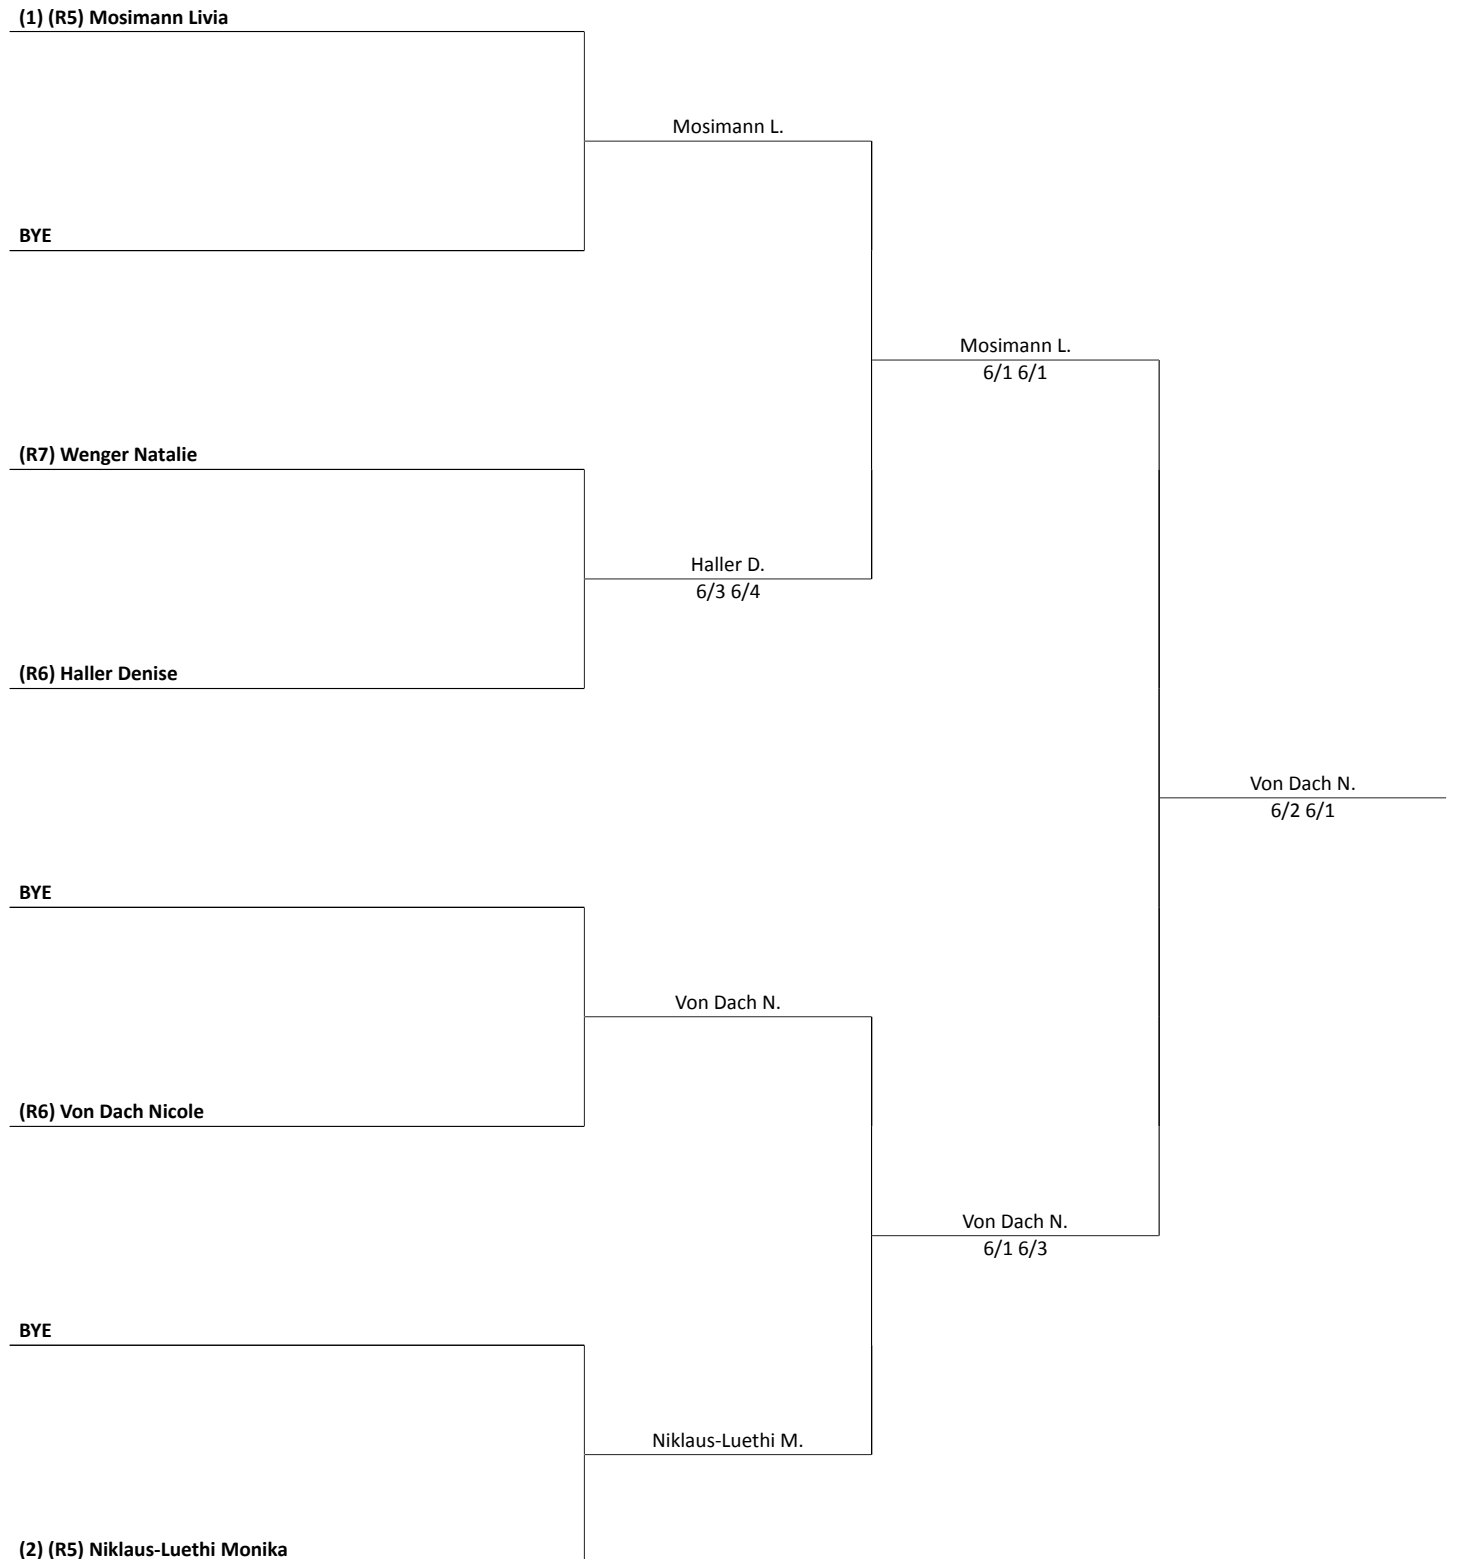 (1) (R5) Mosimann Livia
Mosimann L.
BYE
Mosimann L.
6/1 6/1
(R7) Wenger Natalie
Haller D.
6/3 6/4
(R6) Haller Denise
Von Dach N.
6/2 6/1
BYE
Von Dach N.
(R6) Von Dach Nicole
Von Dach N.
6/1 6/3
BYE
Niklaus-Luethi M.
(2) (R5) Niklaus-Luethi Monika